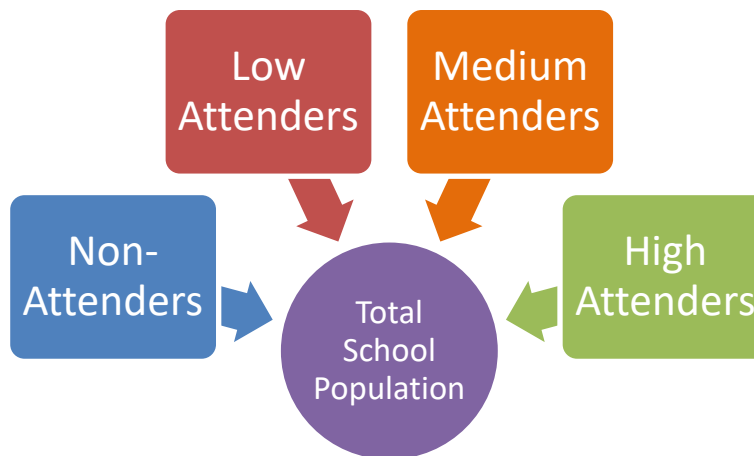 Low
Attenders
Medium
Attenders
Non-
Attenders
High
Attenders
Total
School
Population